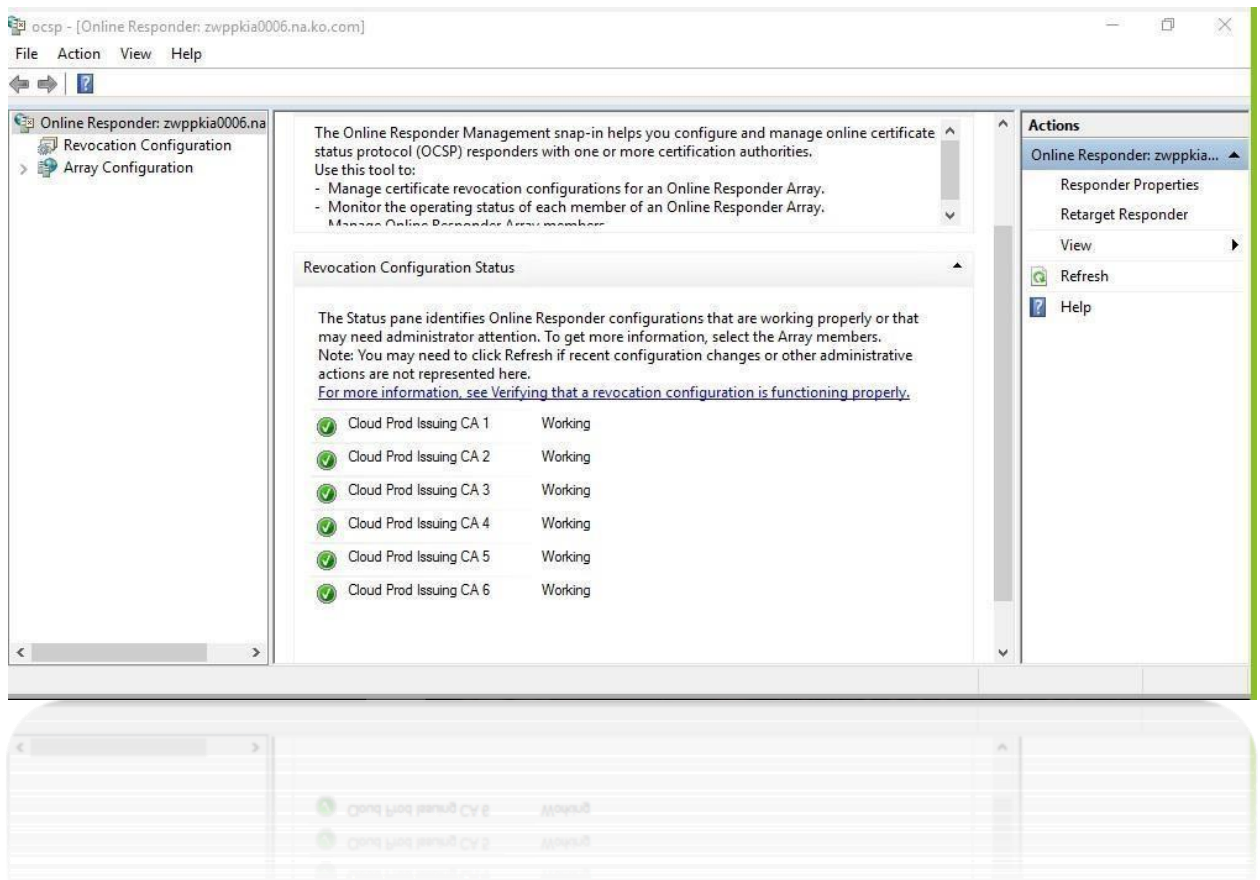 ocsp - [Online Responder: zwppkia0006.na.ko.com]
File Action View Help
Online Responder: zwppkia0006.na
Revocation Configuration
Array Configuration
The Online Responder Management snap-in helps you configure and manage online certificate
status protocol (OCSP) responders with one or more certification authorities.
Use this tool to:
- Manage certificate revocation configurations for an Online Responder Array.
- Monitor the operating status of each member of an Online Responder Array.
- Manage Online Responder Array members.
Revocation Configuration Status
The Status pane identifies Online Responder configurations that are working properly or that
may need administrator attention. To get more information, select the Array members.
Note: You may need to click Refresh if recent configuration changes or other administrative
actions are not represented here.
For more information, see Verifying that a revocation configuration is functioning properly.
Cloud Prod Issuing CA 1 Working
Cloud Prod Issuing CA 2 Working
Cloud Prod Issuing CA 3 Working
Cloud Prod Issuing CA 4 Working
Cloud Prod Issuing CA 5 Working
Cloud Prod Issuing CA 6 Working
Actions
Online Responder: zwppkia...
Responder Properties
Retarget Responder
View
Refresh
Help